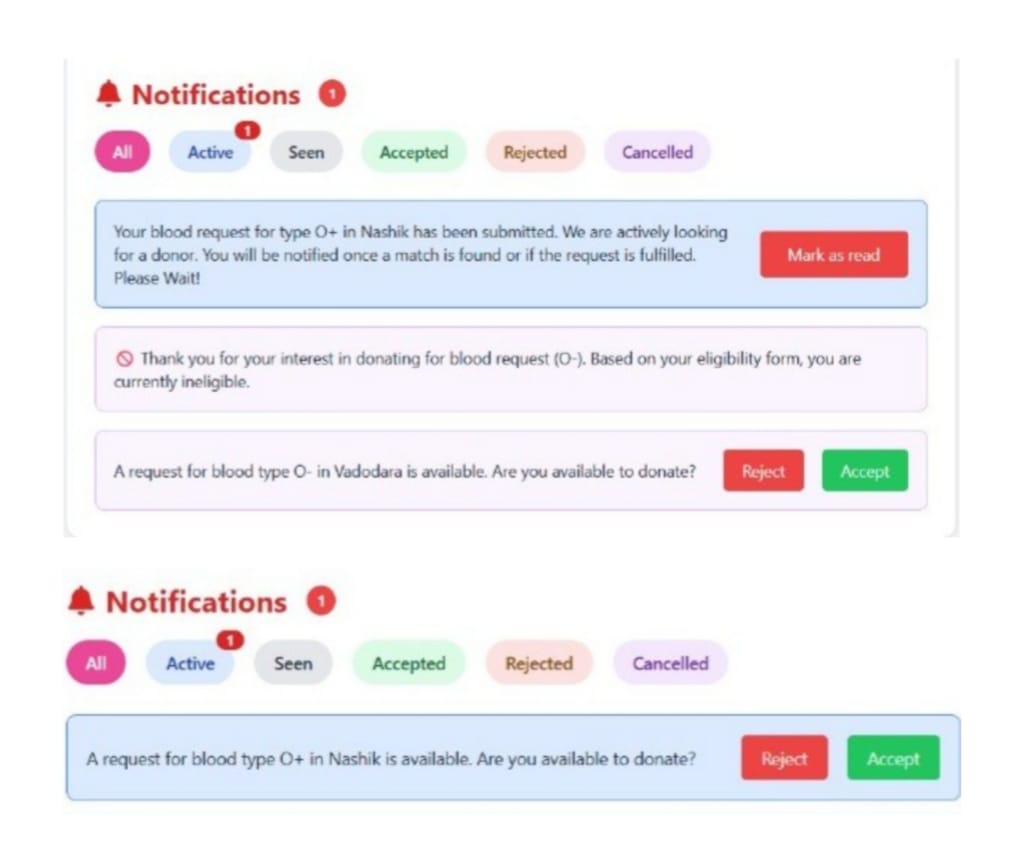 Notifications 1
All Active 1 Seen Accepted Rejected Cancelled
Your blood request for type O+ in Nashik has been submitted. We are actively looking
for a donor. You will be notified once a match is found or if the request is fulfilled.
Please Wait!
Mark as read
Thank you for your interest in donating for blood request (O-). Based on your eligibility form, you are
currently ineligible.
A request for blood type O- in Vadodara is available. Are you available to donate? Reject Accept
Notifications 1
All Active 1 Seen Accepted Rejected Cancelled
A request for blood type O+ in Nashik is available. Are you available to donate? Reject Accept